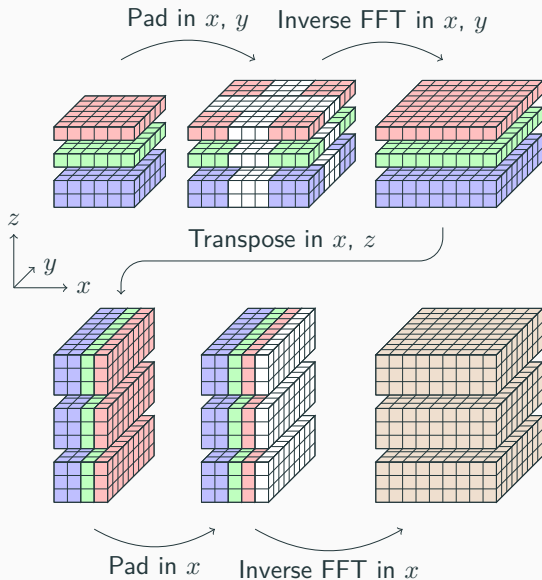 Pad in x, y
Inverse FFT in x, y
Transpose in x, z
z
y
x
Pad in x
Inverse FFT in x